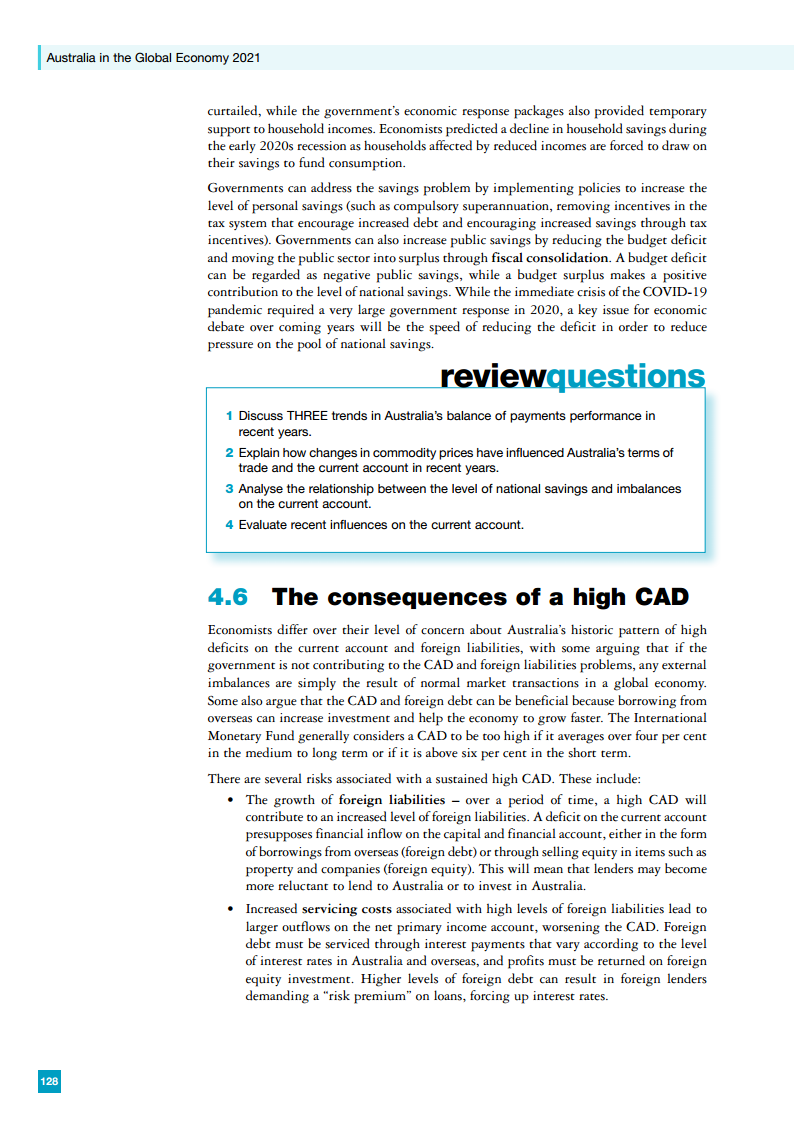 Australia in the Global Economy 2021
curtailed, while the government’s economic response packages also provided temporary
support to household incomes. Economists predicted a decline in household savings during
the early 2020s recession as households affected by reduced incomes are forced to draw on
their savings to fund consumption.
Governments can address the savings problem by implementing policies to increase the
level of personal savings (such as compulsory superannuation, removing incentives in the
tax system that encourage increased debt and encouraging increased savings through tax
incentives). Governments can also increase public savings by reducing the budget deficit
and moving the public sector into surplus through fiscal consolidation. A budget deficit
can be regarded as negative public savings, while a budget surplus makes a positive
contribution to the level of national savings. While the immediate crisis of the COVID-19
pandemic required a very large government response in 2020, a key issue for economic
debate over coming years will be the speed of reducing the deficit in order to reduce
pressure on the pool of national savings.
reviewquestions
1 Discuss THREE trends in Australia’s balance of payments performance in
recent years.
2 Explain how changes in commodity prices have influenced Australia’s terms of
trade and the current account in recent years.
3 Analyse the relationship between the level of national savings and imbalances
on the current account.
4 Evaluate recent influences on the current account.
4.6 The consequences of a high CAD
Economists differ over their level of concern about Australia’s historic pattern of high
deficits on the current account and foreign liabilities, with some arguing that if the
government is not contributing to the CAD and foreign liabilities problems, any external
imbalances are simply the result of normal market transactions in a global economy.
Some also argue that the CAD and foreign debt can be beneficial because borrowing from
overseas can increase investment and help the economy to grow faster. The International
Monetary Fund generally considers a CAD to be too high if it averages over four per cent
in the medium to long term or if it is above six per cent in the short term.
There are several risks associated with a sustained high CAD. These include:
• The growth of foreign liabilities – over a period of time, a high CAD will
contribute to an increased level of foreign liabilities. A deficit on the current account
presupposes financial inflow on the capital and financial account, either in the form
of borrowings from overseas (foreign debt) or through selling equity in items such as
property and companies (foreign equity). This will mean that lenders may become
more reluctant to lend to Australia or to invest in Australia.
• Increased servicing costs associated with high levels of foreign liabilities lead to
larger outflows on the net primary income account, worsening the CAD. Foreign
debt must be serviced through interest payments that vary according to the level
of interest rates in Australia and overseas, and profits must be returned on foreign
equity investment. Higher levels of foreign debt can result in foreign lenders
demanding a “risk premium” on loans, forcing up interest rates.
128